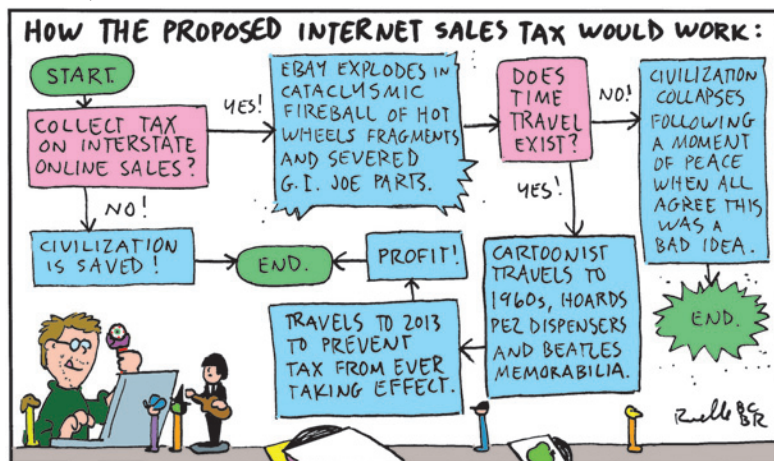 HOW THE PROPOSED INTERNET SALES TAX WOULD WORK:
START.
COLLECT TAX
ON INTERSTATE
ONLINE SALES?
YES!
EBAY EXPLODES IN
CATACLYSMIC
FIREBALL OF HOT
WHEELS FRAGMENTS
AND SEVERED
G.I. JOE PARTS.
DOES
TIME
TRAVEL
EXIST?
NO!
CIVILIZATION
COLLAPSES
FOLLOWING
A MOMENT
OF PEACE
WHEN ALL
AGREE THIS
WAS A
BAD IDEA.
END.
YES!
CARTOONIST
TRAVELS TO
1960s, HOARDS
PEZ DISPENSERS
AND BEATLES
MEMORABILIA.
TRAVELS TO 2013
TO PREVENT
TAX FROM EVER
TAKING EFFECT.
PROFIT!
END.
NO!
CIVILIZATION
IS SAVED!